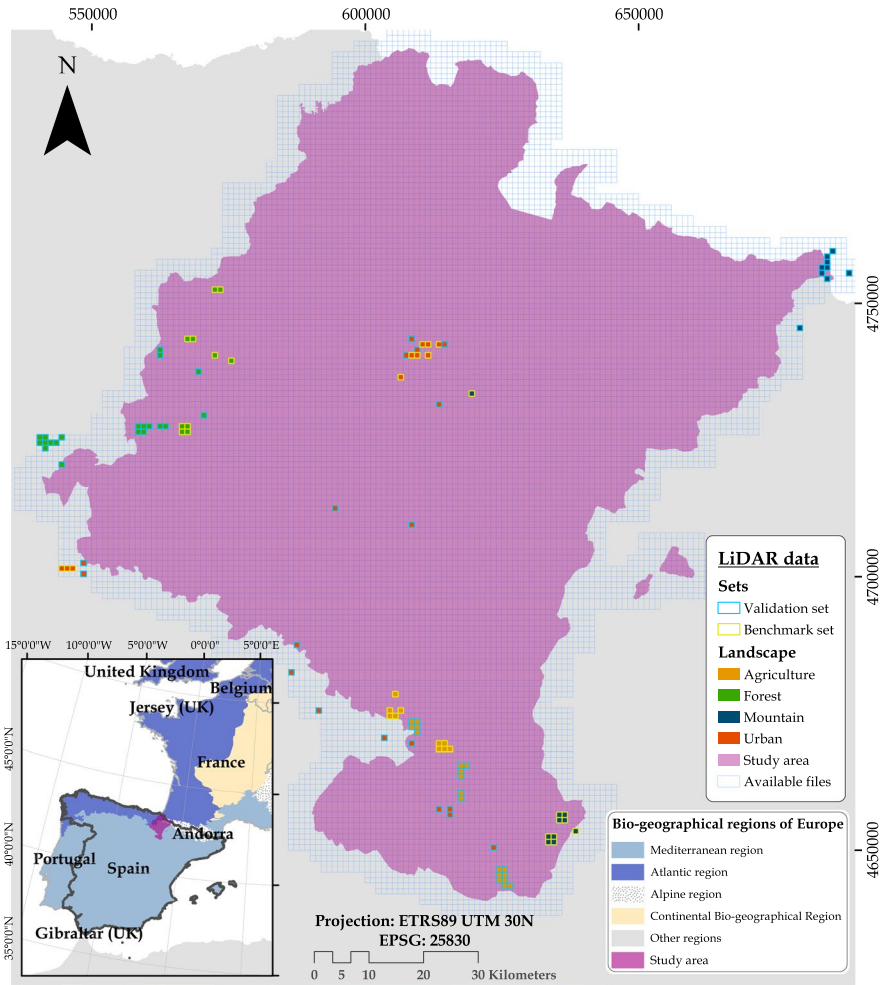 550000
600000
650000
N
4750000
4700000
4650000
LiDAR data
Sets
Validation set
Benchmark set
Landscape
Agriculture
Forest
Mountain
Urban
Study area
Available files
15°0'0"W
10°0'0"W
5°0'0"W
0°0'0"
5°0'0"E
45°0'0"N
40°0'0"N
35°0'0"N
United Kingdom
Belgium
Jersey (UK)
France
Andorra
Portugal
Spain
Gibraltar (UK)
Bio-geographical regions of Europe
Mediterranean region
Atlantic region
Alpine region
Continental Bio-geographical Region
Other regions
Study area
Projection: ETRS89 UTM 30N
EPSG: 25830
0 5 10 20 30 Kilometers